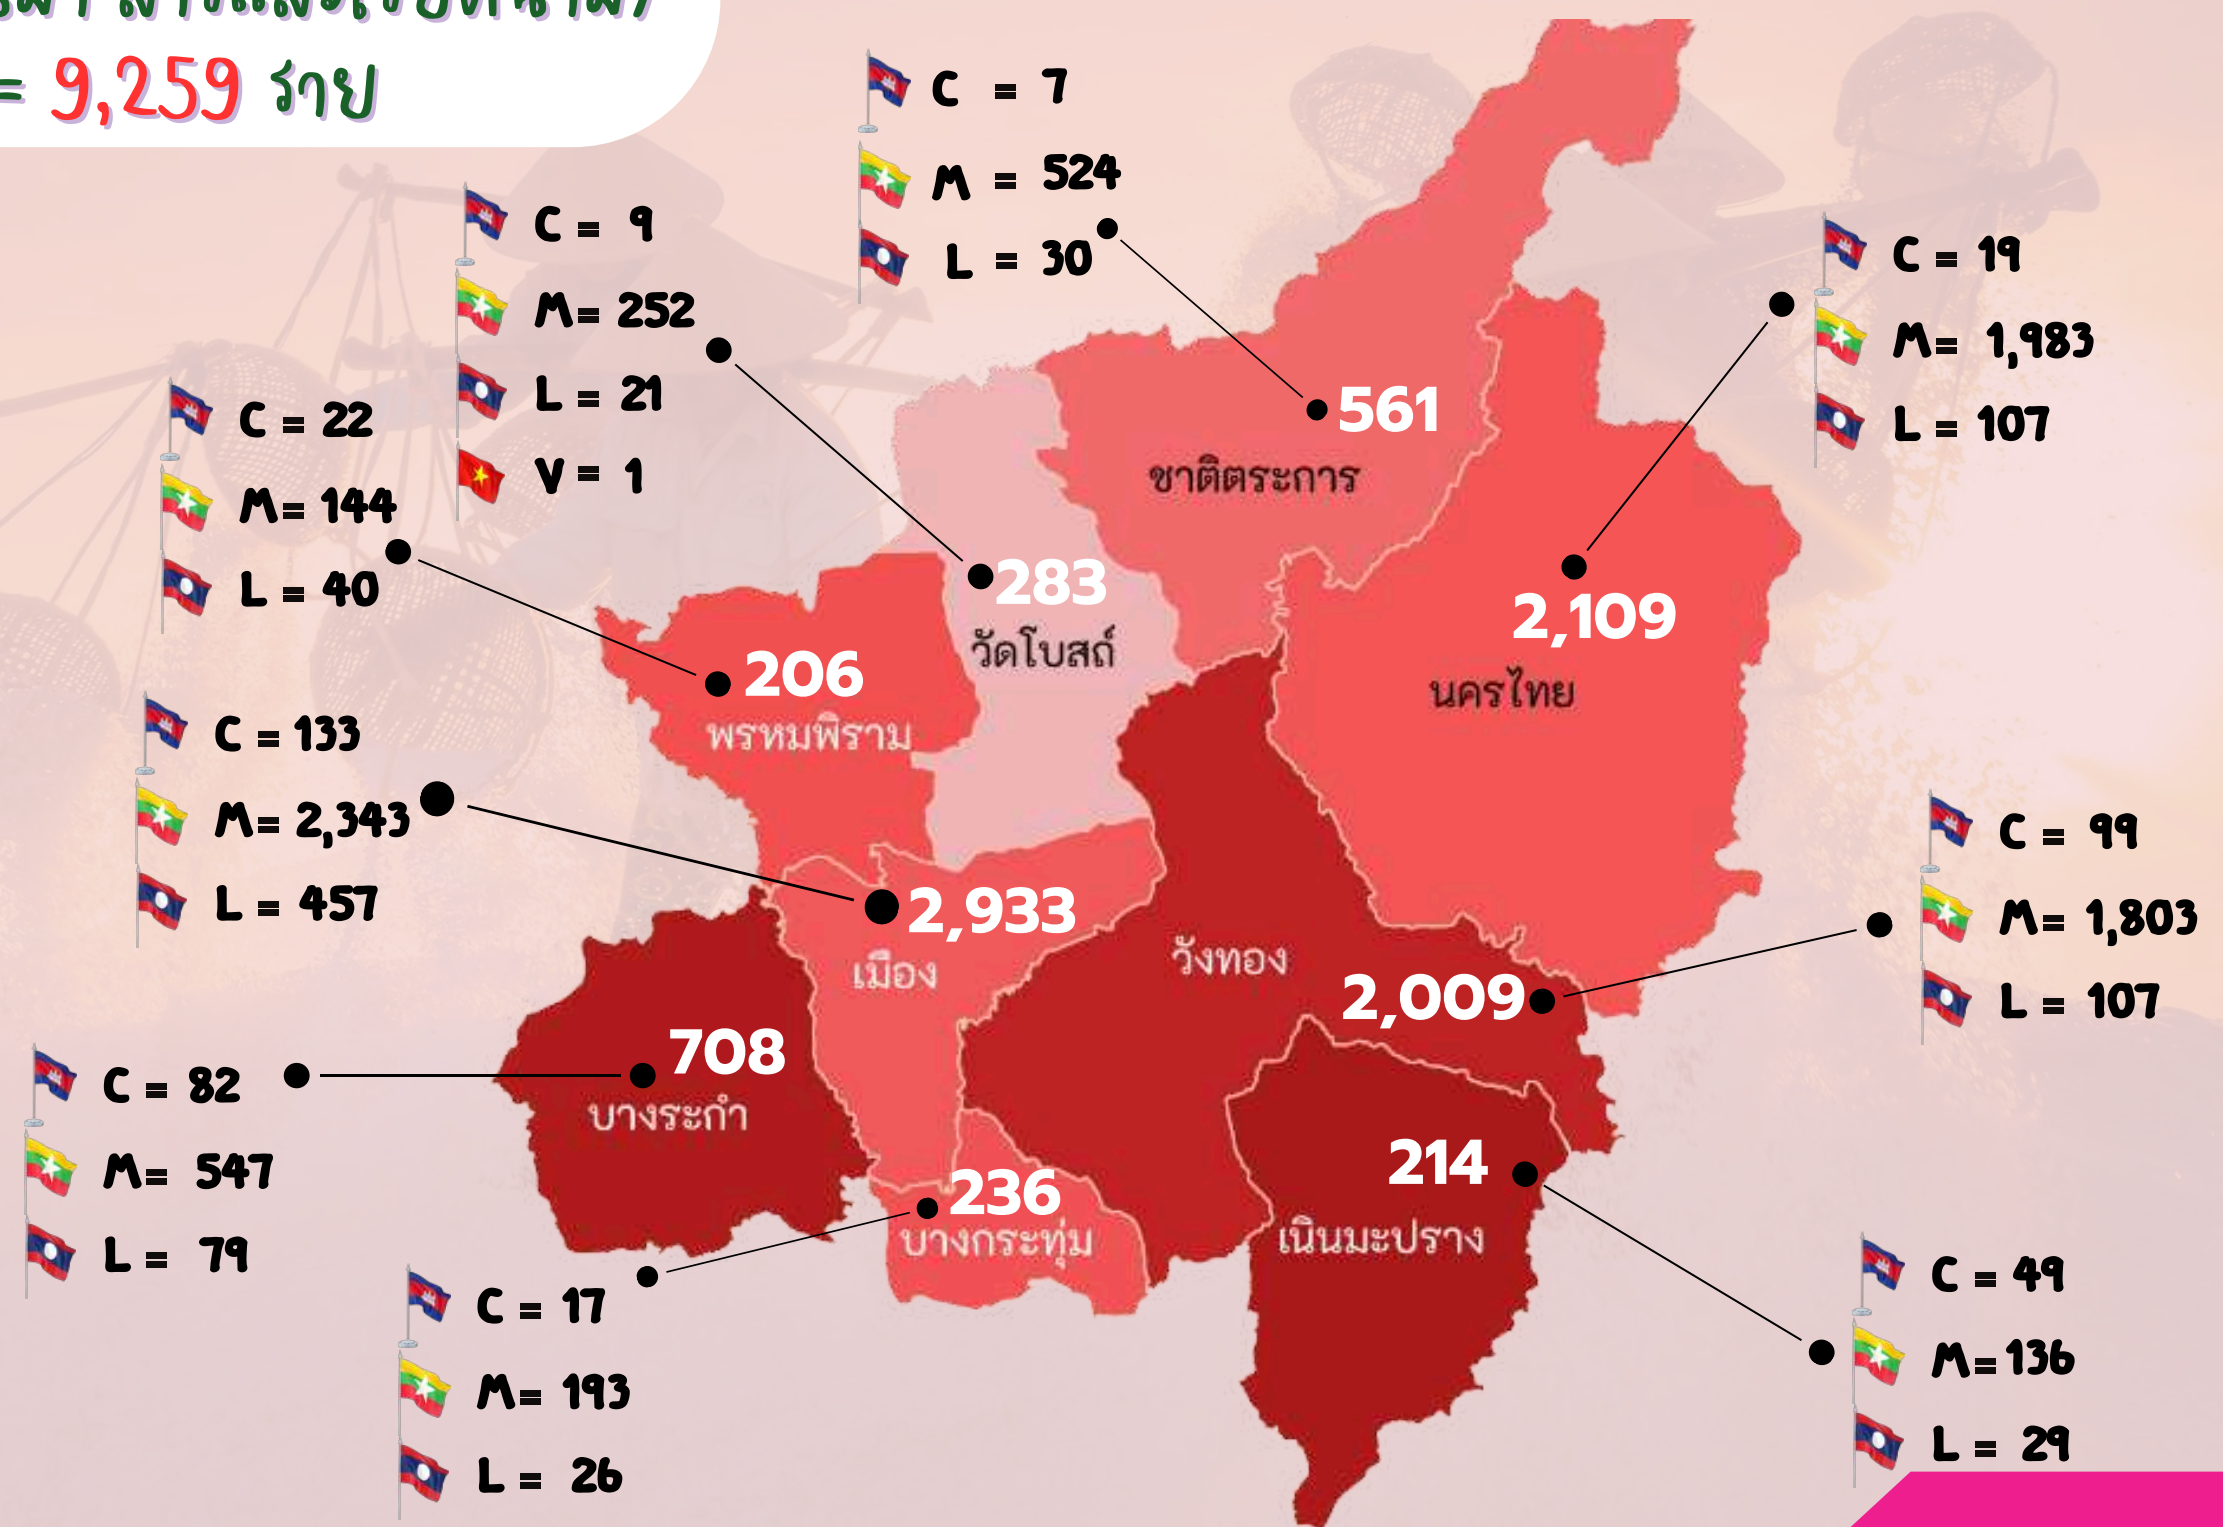 = 9,259 ราย
C = 7
M = 524
L = 30
C = 9
M = 252
L = 21
V = 1
C = 19
M = 1,983
L = 107
C = 22
M = 144
L = 40
561
ชาติตระการ
283
วัดโบสถ์
2,109
นครไทย
206
พรหมพิราม
C = 133
M = 2,343
L = 457
2,933
เมือง
วังทอง
2,009
C = 99
M = 1,803
L = 107
C = 82
M = 547
L = 79
708
บางระกำ
236
บางกระทุ่ม
214
เนินมะปราง
C = 17
M = 193
L = 26
C = 49
M = 136
L = 29